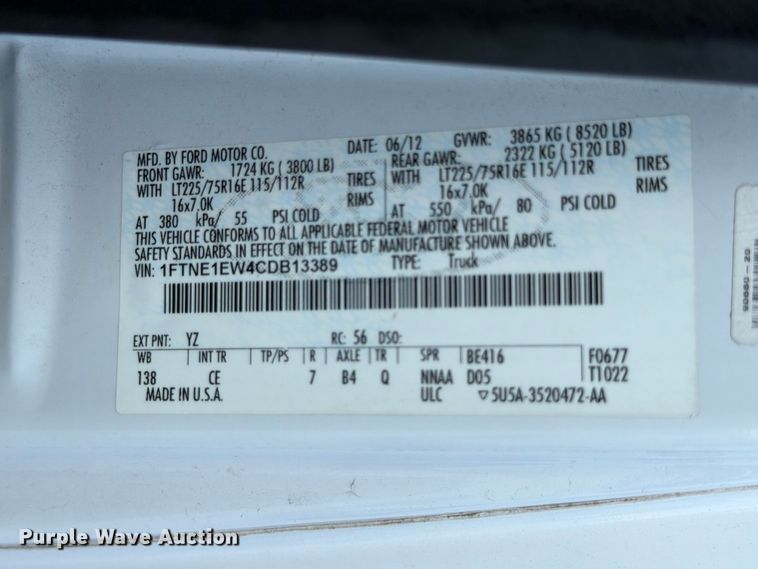 MFD. BY FORD MOTOR CO. DATE: 06/12 GVWR: 3865 KG ( 8520 LB)
FRONT GAWR: 1724 KG ( 3800 LB) REAR GAWR: 2322 KG ( 5120 LB)
WITH LT225/75R16E 115/112R TIRES WITH LT225/75R16E 115/112R TIRES
16x7.0K RIMS 16x7.0K RIMS
AT 380 kPa/ 55 PSI COLD AT 550 kPa/ 80 PSI COLD
THIS VEHICLE CONFORMS TO ALL APPLICABLE FEDERAL MOTOR VEHICLE
SAFETY STANDARDS IN EFFECT ON THE DATE OF MANUFACTURE SHOWN ABOVE.
VIN: 1FTNE1EW4CDB13389 TYPE: Truck
EXT PNT: YZ RC: 56 DSO:
WB INT TR TP/PS R AXLE TR SPR BE416 F0677
138 CE 7 B4 Q NNAA D05 T1022
MADE IN U.S.A. ULC ▽5U5A-3520472-AA
Purple Wave Auction